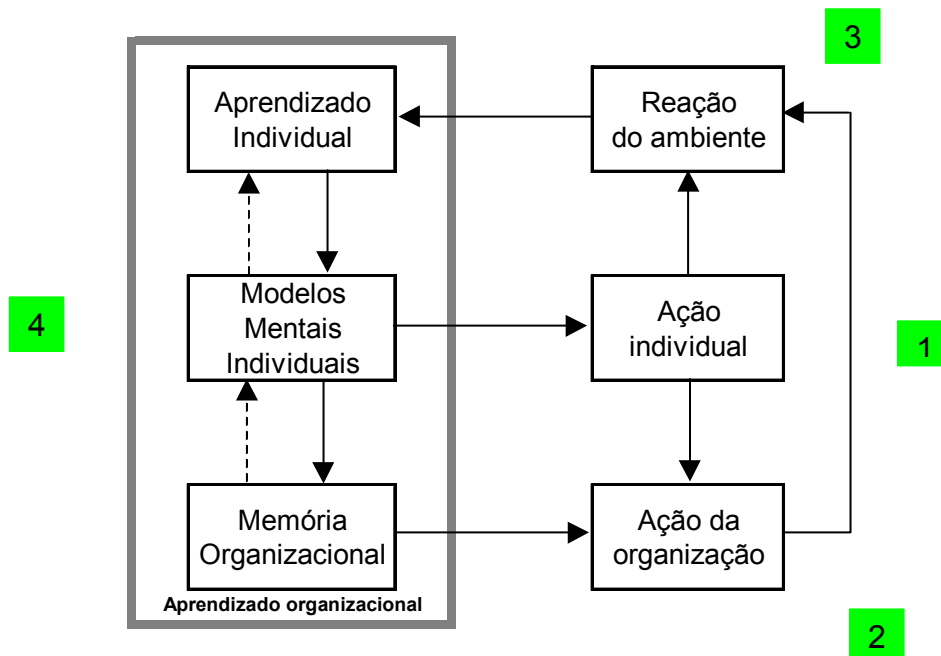 3
Aprendizado
Individual
Reação
do ambiente
Modelos
Mentais
Individuais
Ação
individual
4
1
Memória
Organizacional
Ação da
organização
Aprendizado organizacional
2